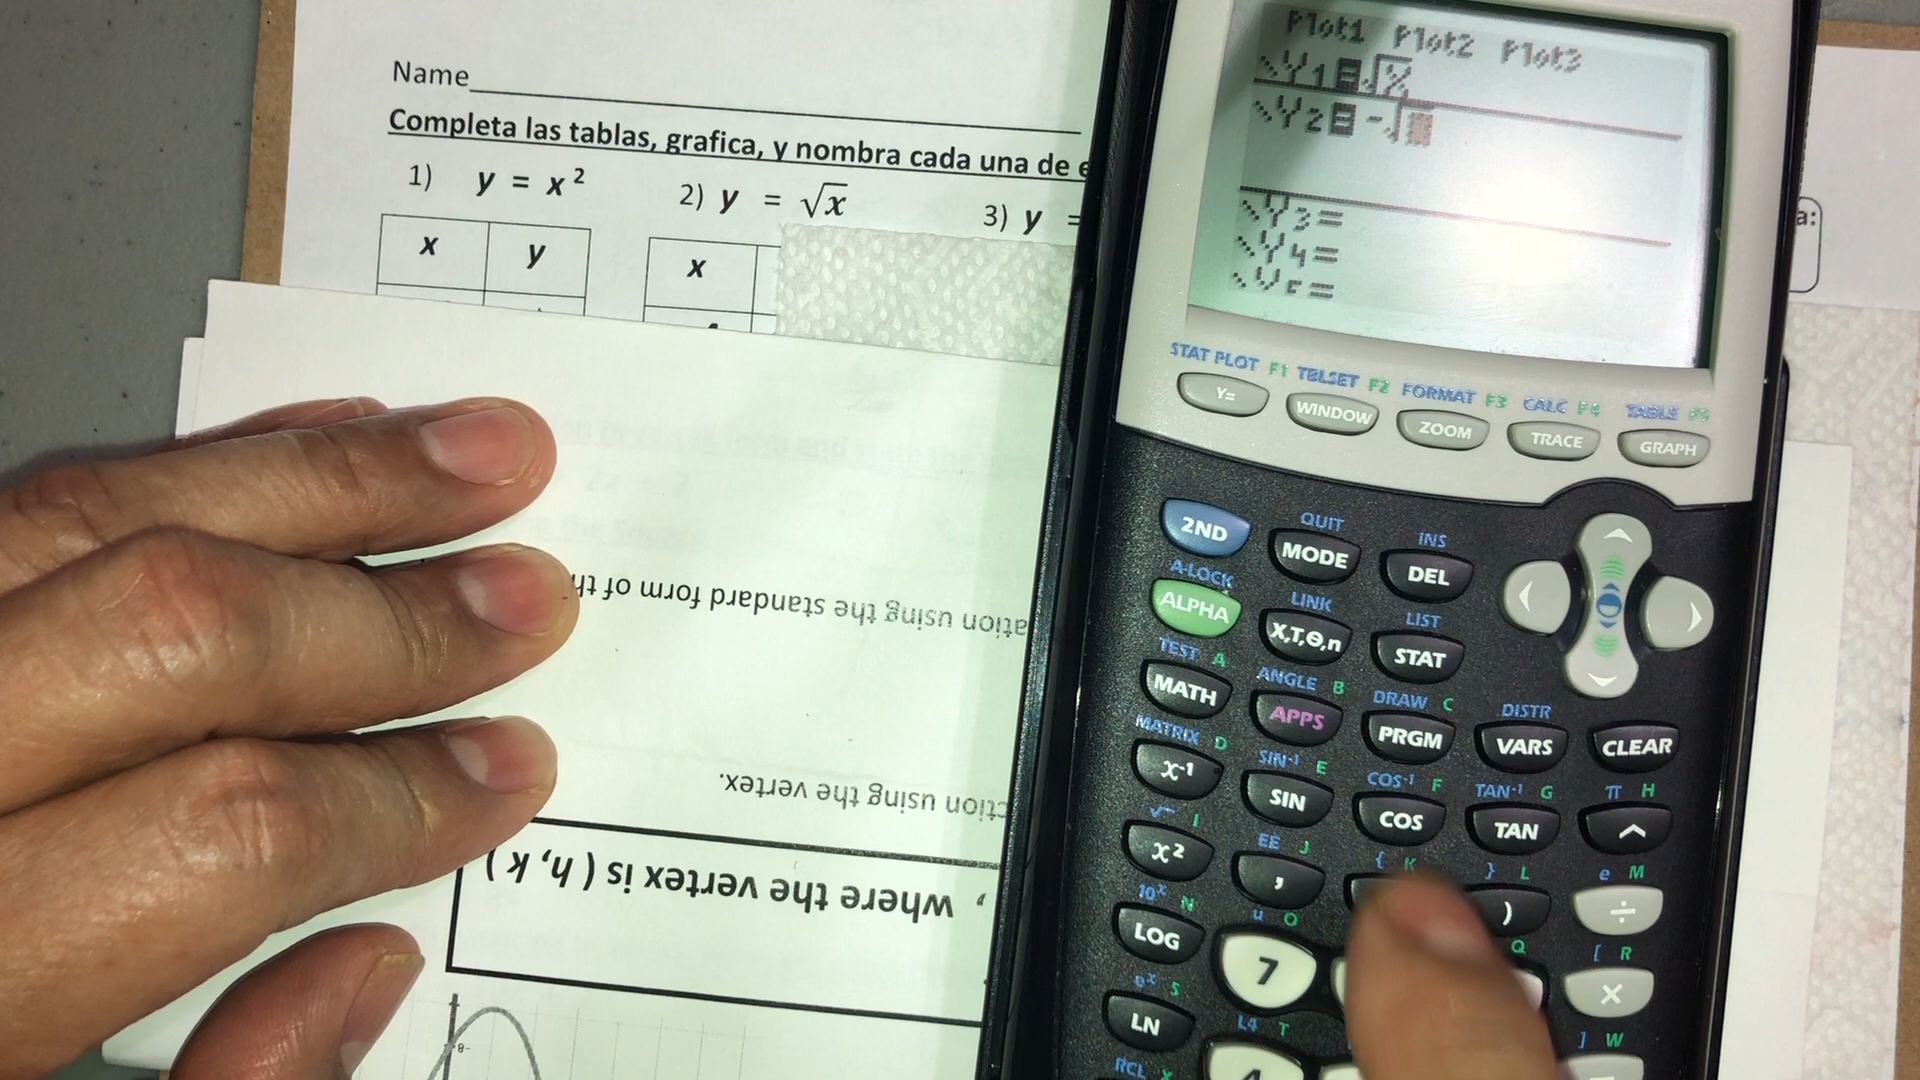 Name
Completa las tablas, grafica, y nombra cada una de e
1) y = x²
2) y = √x
3) y =
x y
x
a:
ation using the standard form of th
ction using the vertex.
, where the vertex is ( h, k )
8
Plot1 Plot2 Plot3
\Y1=√X
\Y2=-√
\Y3=
\Y4=
STAT PLOT F1 TBLSET F2 FORMAT F3 CALC F4 TABLE F5
Y= WINDOW ZOOM TRACE GRAPH
QUIT INS
2ND MODE DEL
A-LOCK LINK LIST
ALPHA X,T,Θ,n STAT
TEST A ANGLE B DRAW C DISTR
MATH APPS PRGM VARS CLEAR
MATRIX D SIN⁻¹ E COS⁻¹ F TAN⁻¹ G π H
x⁻¹ SIN COS TAN ^
√ I EE J { K } L e M
x² , ) ÷
10ˣ N u O Q [ R
LOG 7 ×
eˣ S L4 T ] W
LN 4
RCL X